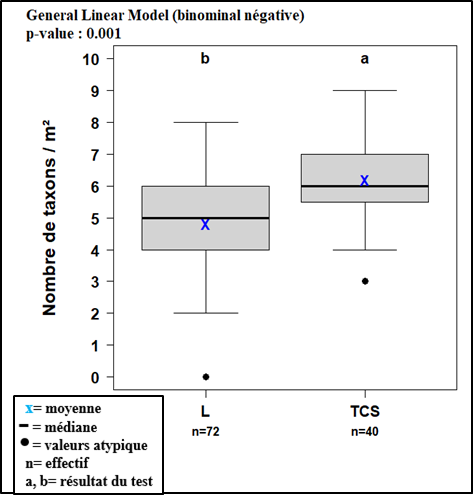 General Linear Model (binominal négative)
p-value : 0.001
b
a
Nombre de taxons / m²
10
9
8
7
6
5
4
3
2
1
0
x
x
L
TCS
n=72
n=40
x= moyenne
= médiane
= valeurs atypique
n= effectif
a, b= résultat du test